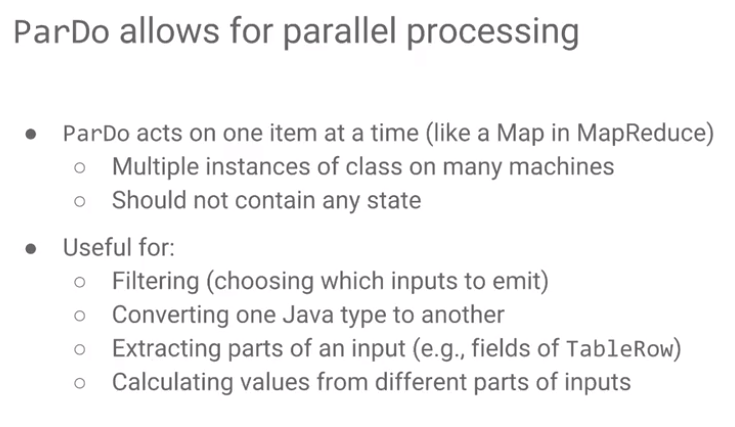 ParDo allows for parallel processing
● ParDo acts on one item at a time (like a Map in MapReduce)
○ Multiple instances of class on many machines
○ Should not contain any state
● Useful for:
○ Filtering (choosing which inputs to emit)
○ Converting one Java type to another
○ Extracting parts of an input (e.g., fields of TableRow)
○ Calculating values from different parts of inputs